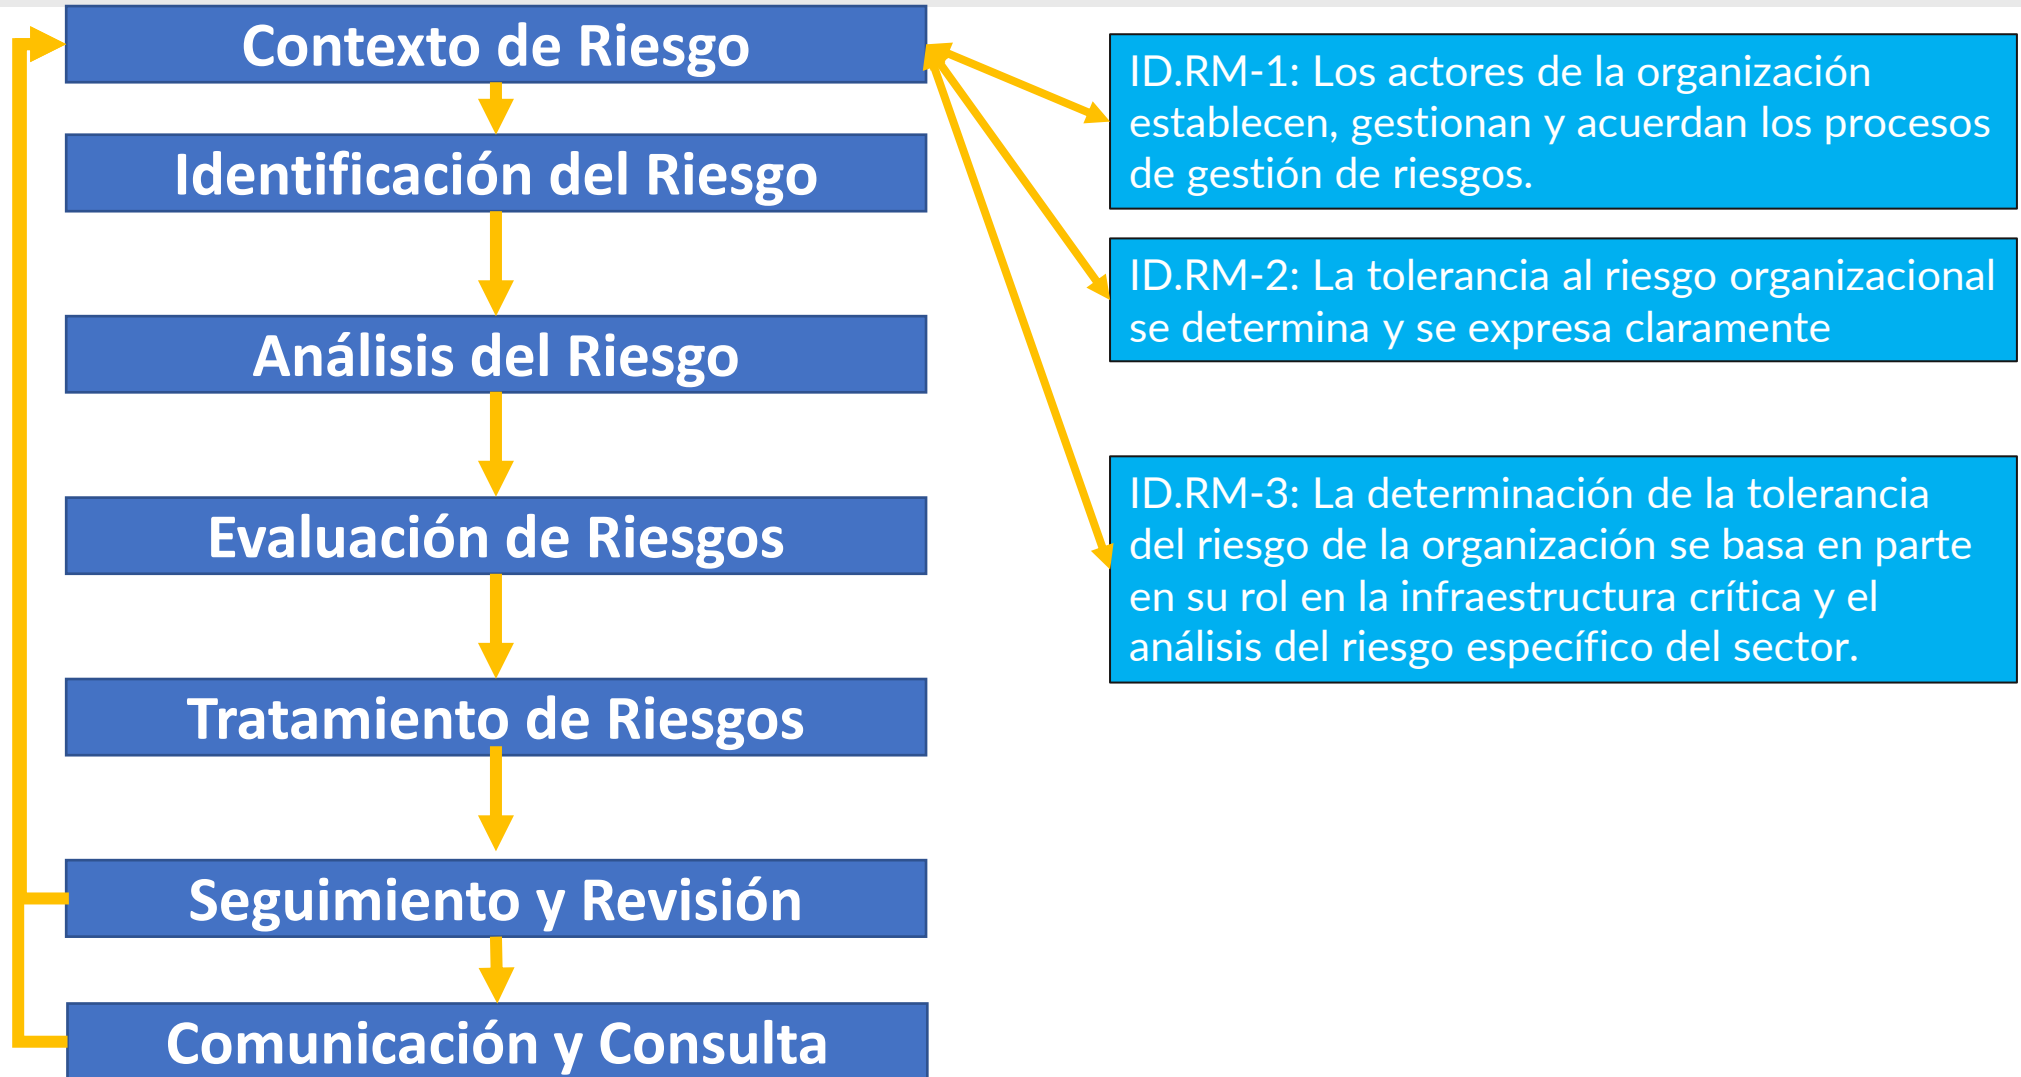 Contexto de Riesgo
Identificación del Riesgo
Análisis del Riesgo
Evaluación de Riesgos
Tratamiento de Riesgos
Seguimiento y Revisión
Comunicación y Consulta
ID.RM-1: Los actores de la organización
establecen, gestionan y acuerdan los procesos
de gestión de riesgos.
ID.RM-2: La tolerancia al riesgo organizacional
se determina y se expresa claramente
ID.RM-3: La determinación de la tolerancia
del riesgo de la organización se basa en parte
en su rol en la infraestructura crítica y el
análisis del riesgo específico del sector.